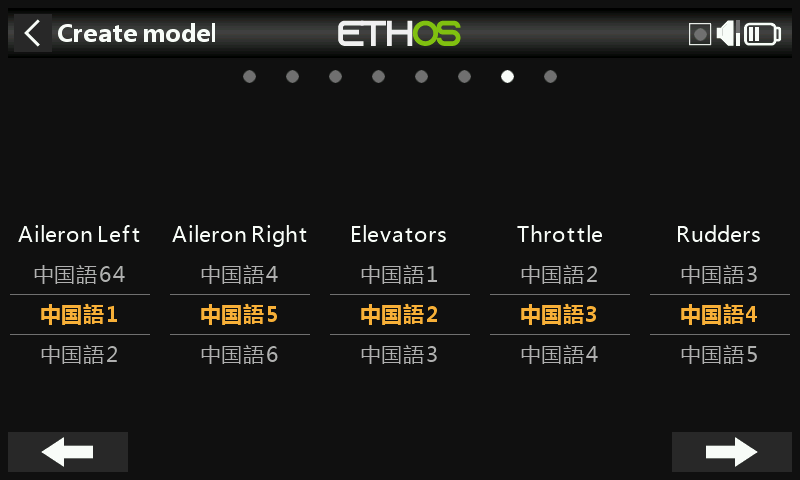 Create model
ETHOS
Aileron Left Aileron Right Elevators Throttle Rudders
中国語64 中国語4 中国語1 中国語2 中国語3
中国語1 中国語5 中国語2 中国語3 中国語4
中国語2 中国語6 中国語3 中国語4 中国語5